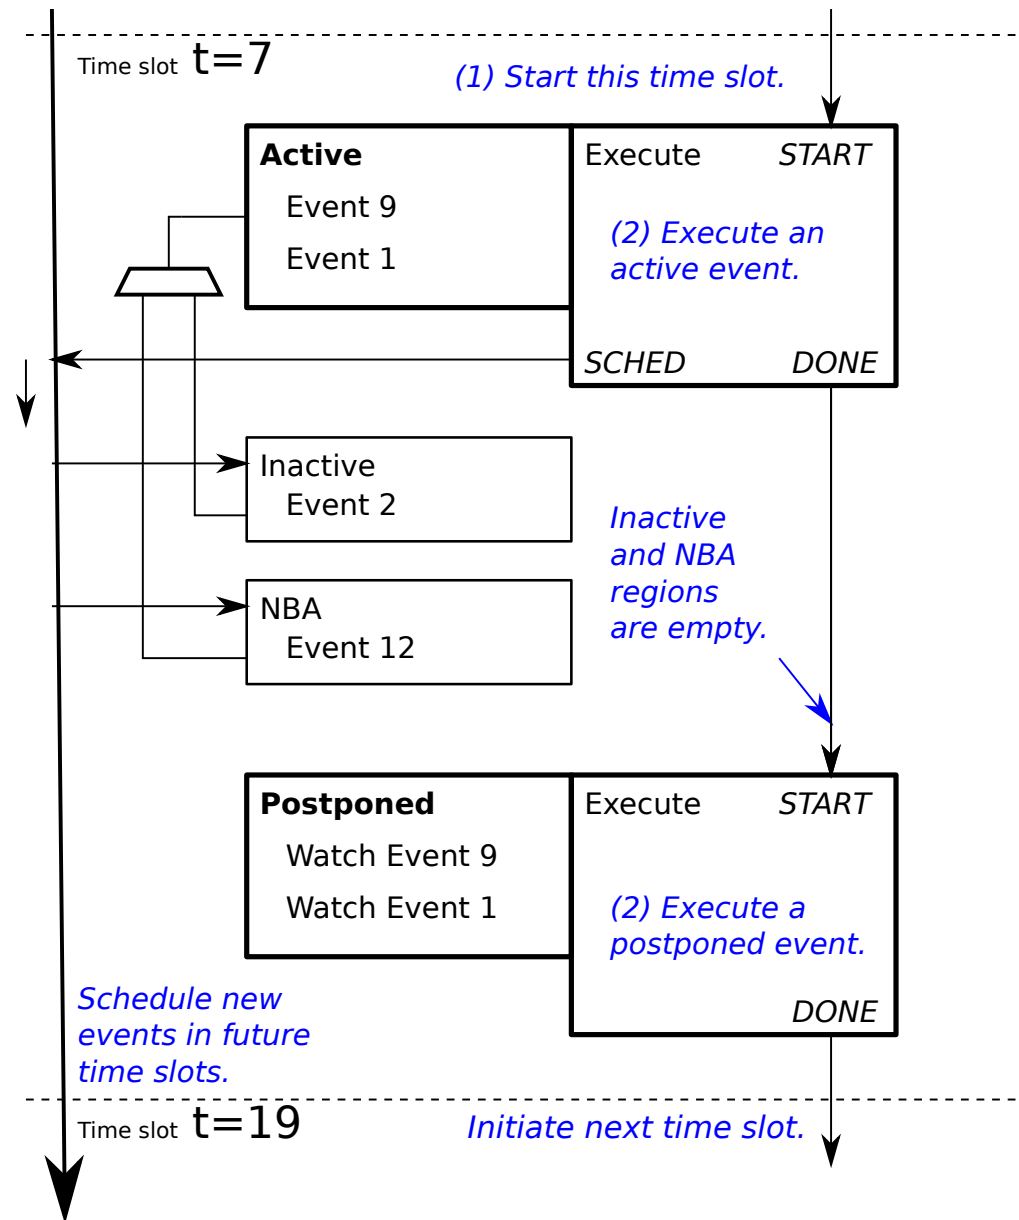 Time slot t=7
(1) Start this time slot.
Active
Event 9
Event 1
Execute START
(2) Execute an
active event.
SCHED DONE
Inactive
Event 2
NBA
Event 12
Inactive
and NBA
regions
are empty.
Postponed
Watch Event 9
Watch Event 1
Execute START
(2) Execute a
postponed event.
DONE
Schedule new
events in future
time slots.
Time slot t=19
Initiate next time slot.